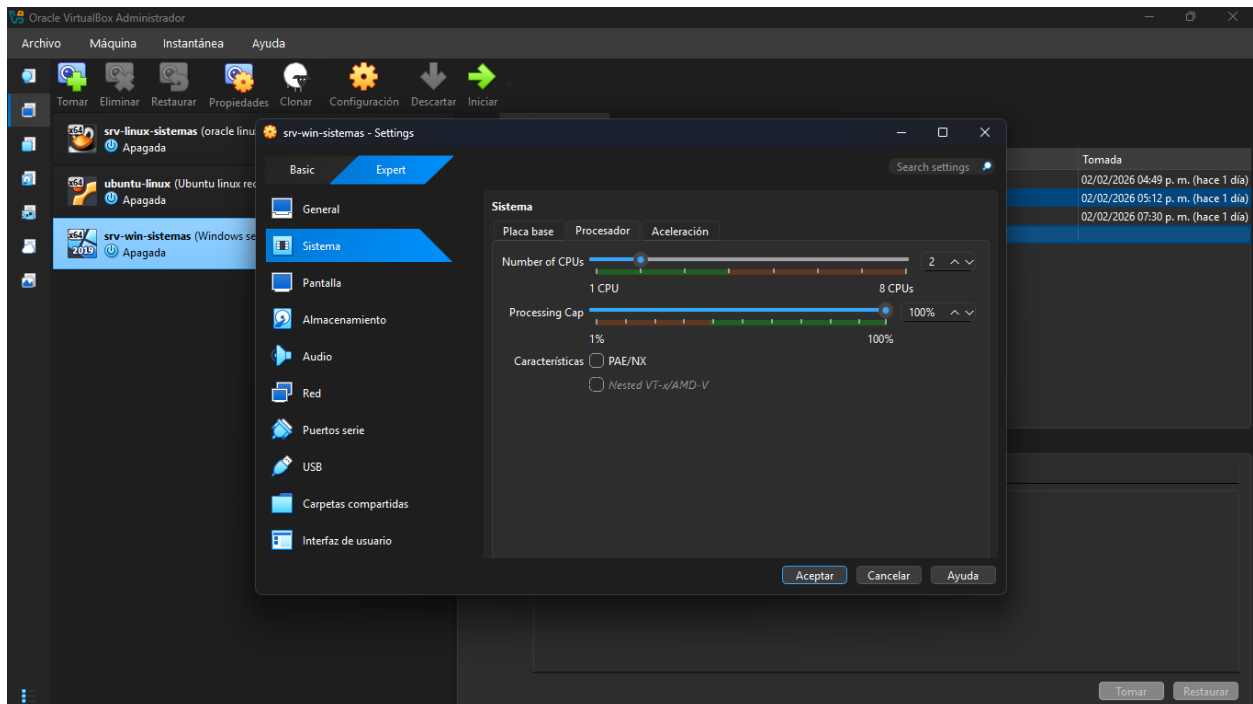 Oracle VirtualBox Administrador
Archivo Máquina Instantánea Ayuda
Tomar Eliminar Restaurar Propiedades Clonar Configuración Descartar Iniciar
srv-linux-sistemas (oracle linu
Apagada
ubuntu-linux (Ubuntu linux rec
Apagada
srv-win-sistemas (Windows se
Apagada
x64
x64
x64
2019
srv-win-sistemas - Settings
Basic Expert
Search settings
General
Sistema
Pantalla
Almacenamiento
Audio
Red
Puertos serie
USB
Carpetas compartidas
Interfaz de usuario
Sistema
Placa base Procesador Aceleración
Number of CPUs 2
1 CPU 8 CPUs
Processing Cap 100%
1% 100%
Características PAE/NX
Nested VT-x/AMD-V
Aceptar Cancelar Ayuda
Tomada
02/02/2026 04:49 p. m. (hace 1 día)
02/02/2026 05:12 p. m. (hace 1 día)
02/02/2026 07:30 p. m. (hace 1 día)
Tomar Restaurar